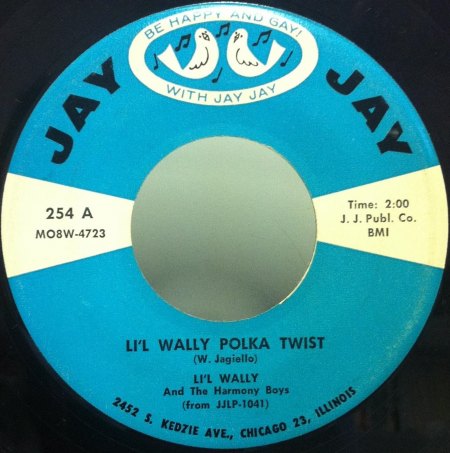 BE HAPPY AND GAY!
WITH JAY JAY
JAY JAY
254 A
MO8W-4723
Time: 2:00
J. J. Publ. Co.
BMI
LI'L WALLY POLKA TWIST
(W. Jagiello)
LI'L WALLY
And The Harmony Boys
(from JJLP-1041)
2452 S. KEDZIE AVE., CHICAGO 23, ILLINOIS